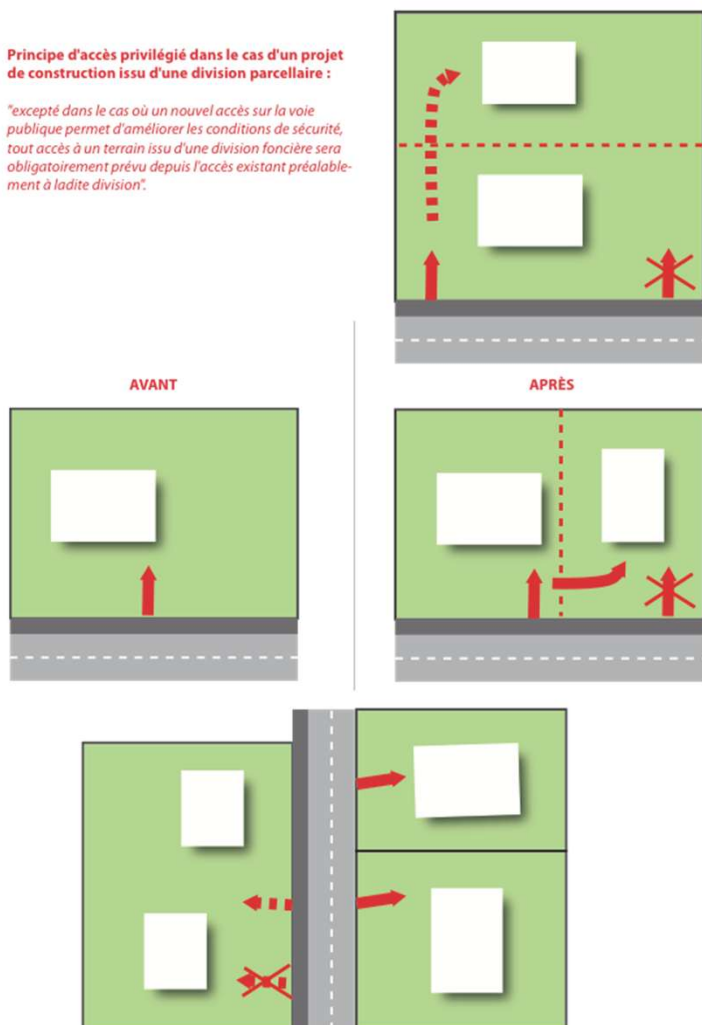 Principe d'accès privilégié dans le cas d'un projet
de construction issu d'une division parcellaire :
"excepté dans le cas où un nouvel accès sur la voie
publique permet d'améliorer les conditions de sécurité,
tout accès à un terrain issu d'une division foncière sera
obligatoirement prévu depuis l'accès existant préalable-
ment à ladite division".
AVANT
APRÈS